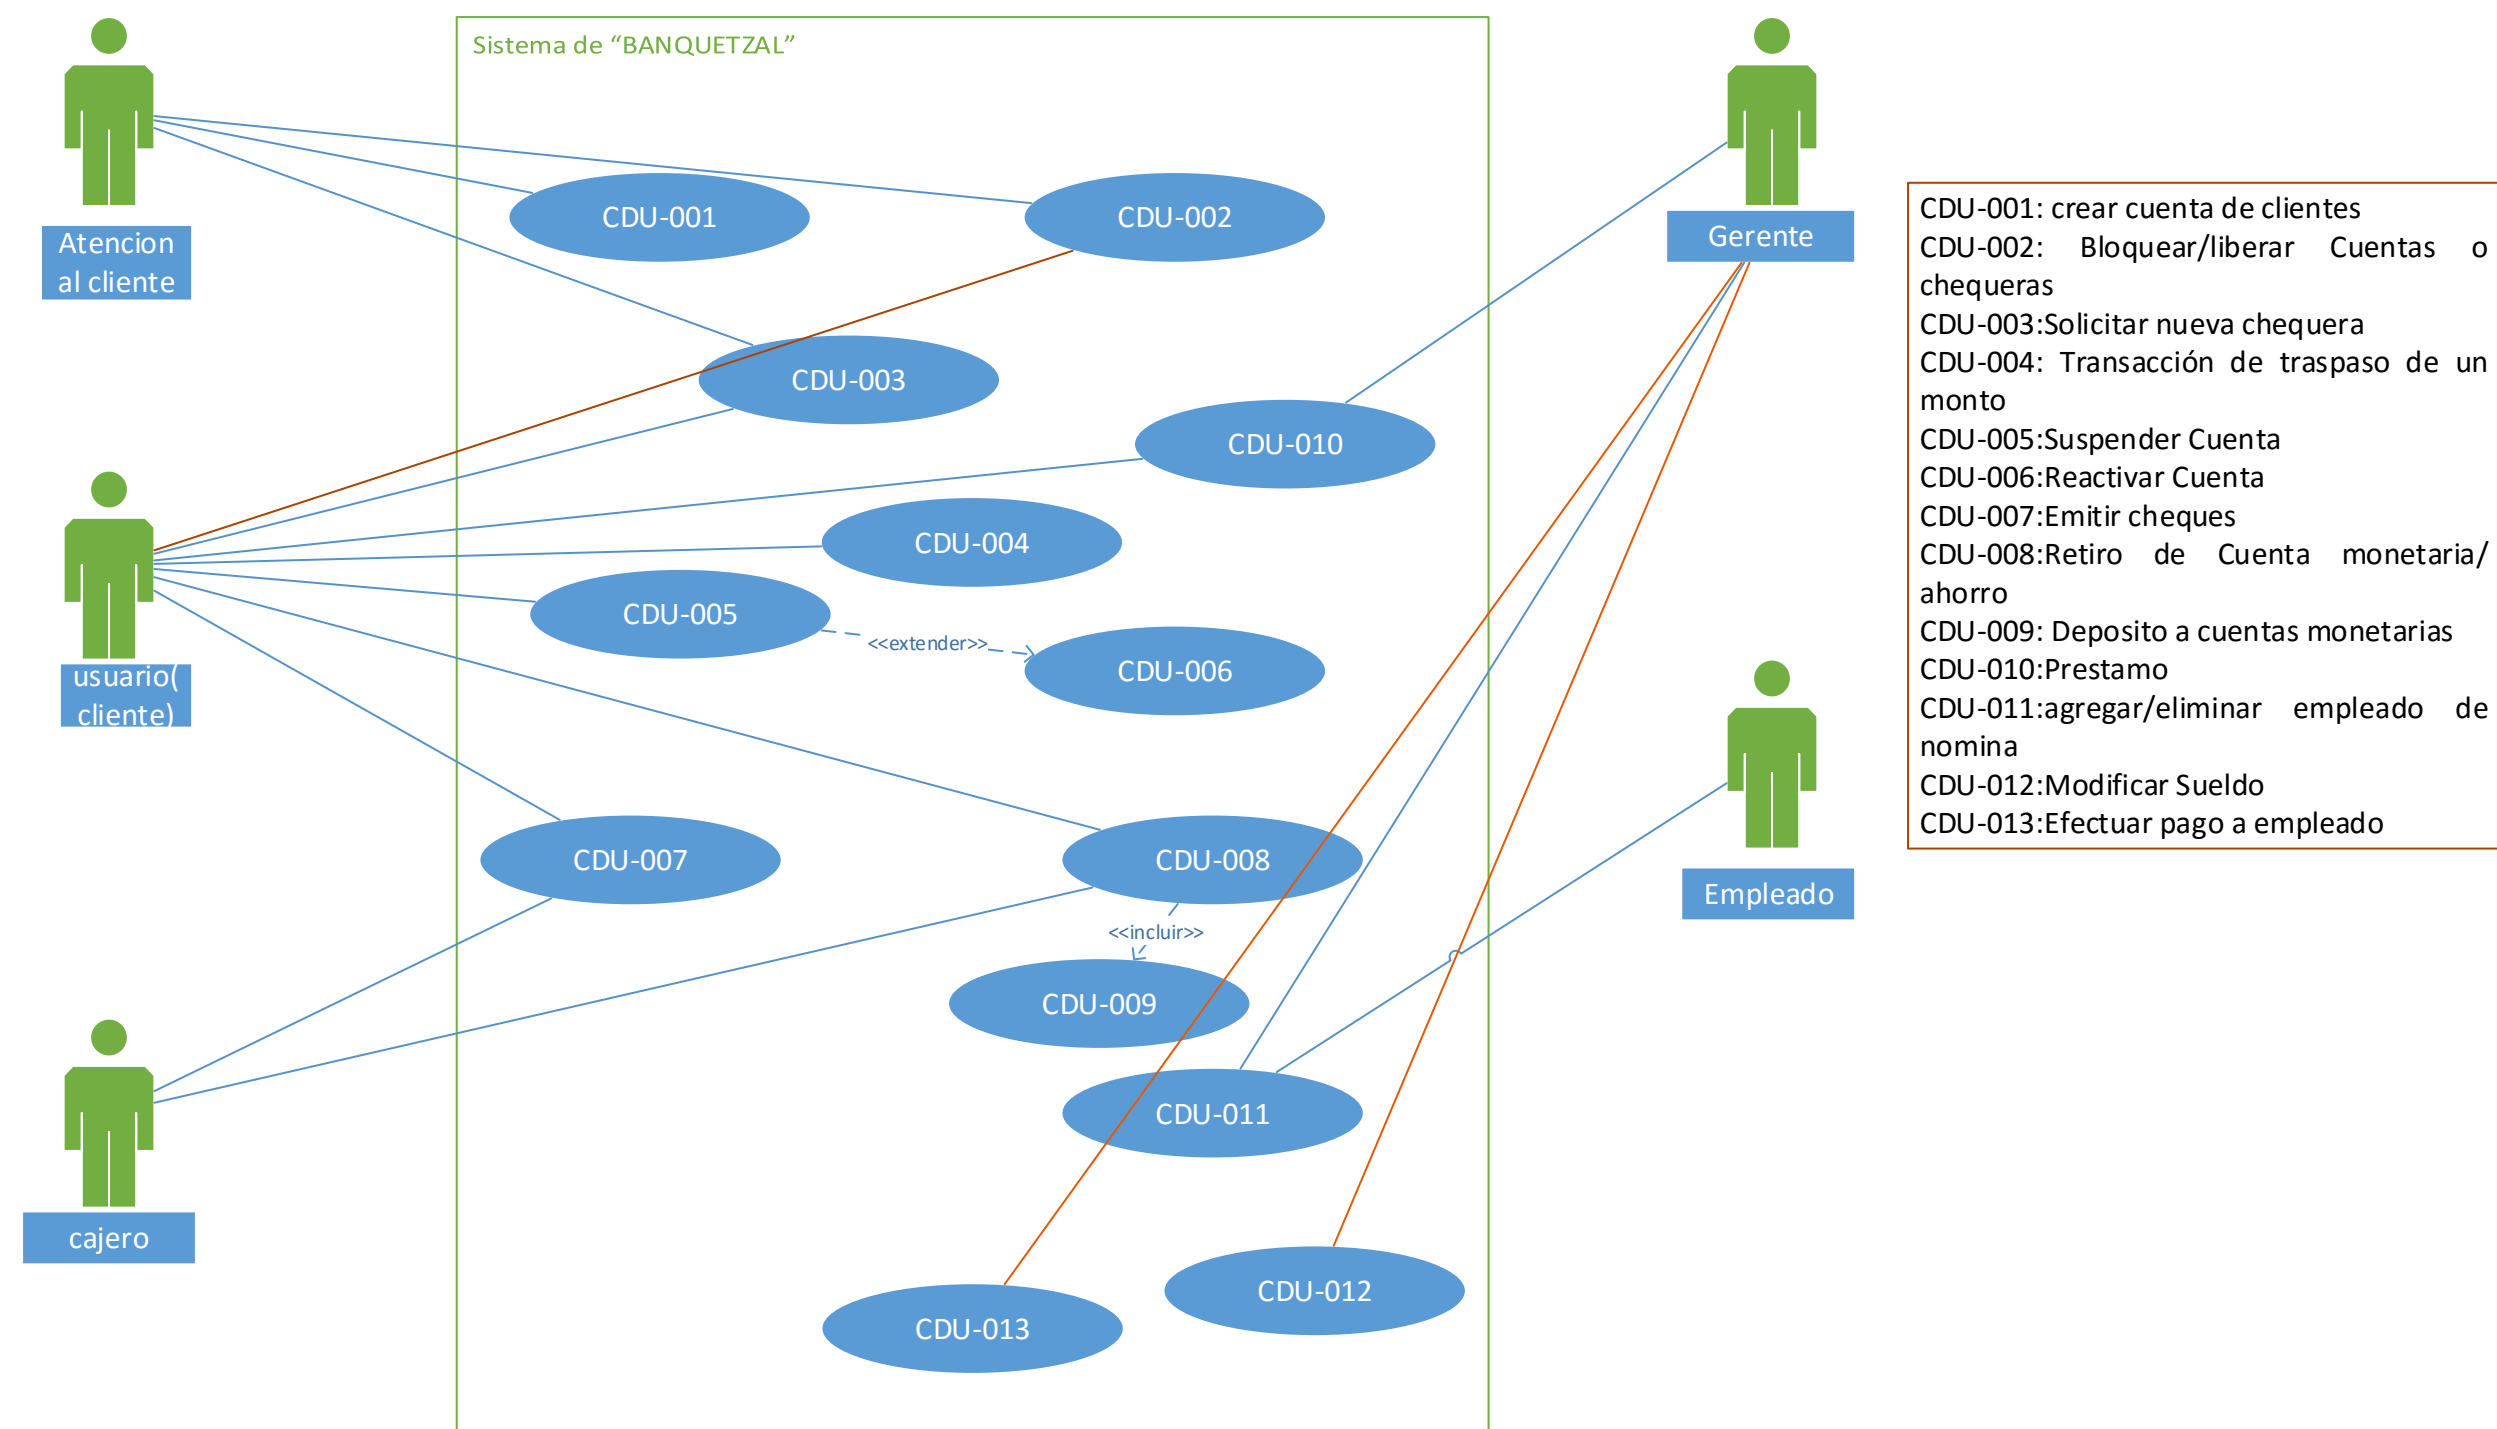 Sistema de “BANQUETZAL”
Atencion
al cliente
usuario(
cliente)
cajero
Gerente
Empleado
CDU-001
CDU-002
CDU-003
CDU-010
CDU-004
CDU-005
<<extender>>
CDU-006
CDU-007
CDU-008
<<incluir>>
CDU-009
CDU-011
CDU-012
CDU-013
CDU-001: crear cuenta de clientes
CDU-002: Bloquear/liberar Cuentas o
chequeras
CDU-003:Solicitar nueva chequera
CDU-004: Transacción de traspaso de un
monto
CDU-005:Suspender Cuenta
CDU-006:Reactivar Cuenta
CDU-007:Emitir cheques
CDU-008:Retiro de Cuenta monetaria/
ahorro
CDU-009: Deposito a cuentas monetarias
CDU-010:Prestamo
CDU-011:agregar/eliminar empleado de
nomina
CDU-012:Modificar Sueldo
CDU-013:Efectuar pago a empleado